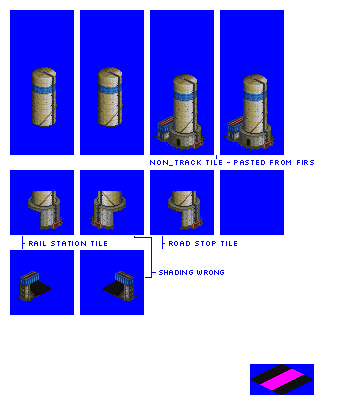 NON_TRACK TILE - PASTED FROM FIRS
RAIL STATION TILE
ROAD STOP TILE
SHADING WRONG